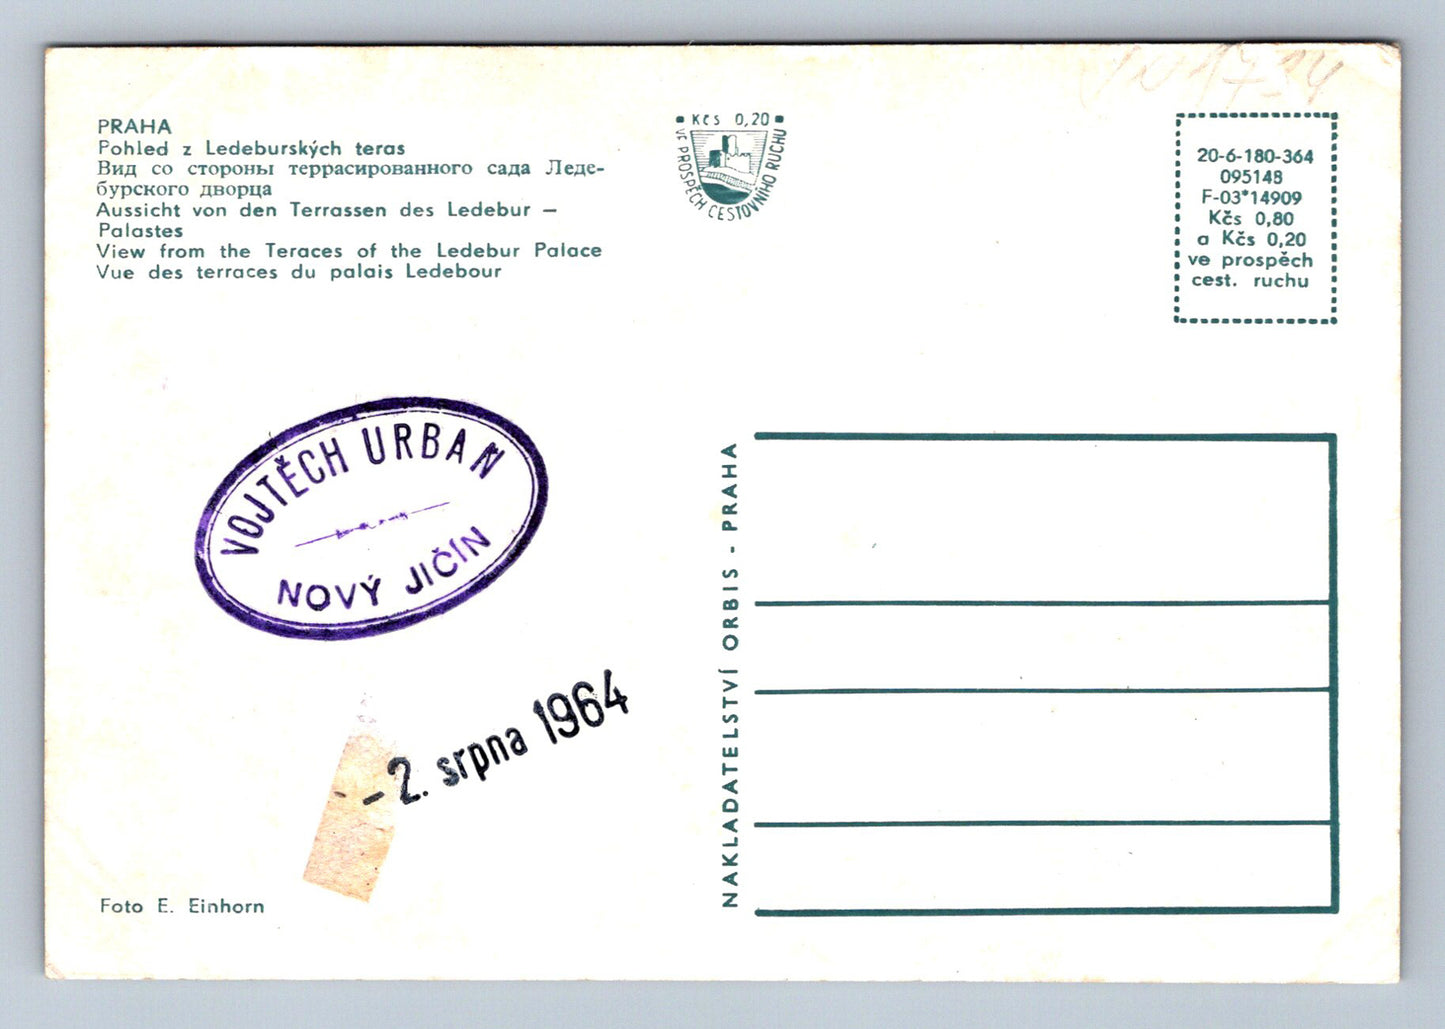 PRAHA
Pohled z Ledeburských teras
Вид со стороны террасированного сада Леде-
бурского дворца
Aussicht von den Terrassen des Ledebur –
Palastes
View from the Teraces of the Ledebur Palace
Vue des terraces du palais Ledebour
Kčs 0,20
VE PROSPĚCH CESTOVNÍHO RUCHU
20-6-180-364
095148
F-03*14909
Kčs 0,80
a Kčs 0,20
ve prospěch
cest. ruchu
VOJTĚCH URBAN
NOVÝ JIČÍN
-2. srpna 1964
NAKLADATELSTVÍ ORBIS - PRAHA
Foto E. Einhorn